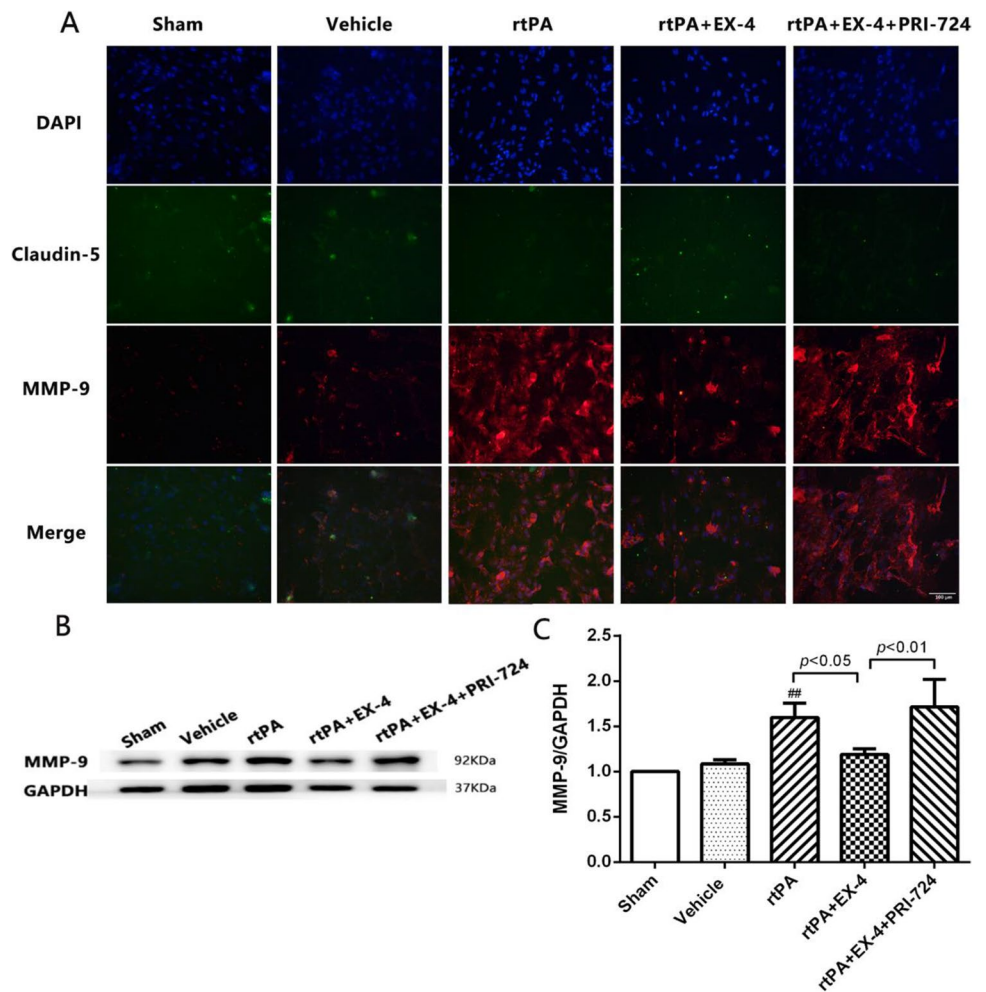 A
Sham Vehicle rtPA rtPA+EX-4 rtPA+EX-4+PRI-724
DAPI
Claudin-5
MMP-9
Merge
100 μm
B
Sham Vehicle rtPA rtPA+EX-4 rtPA+EX-4+PRI-724
MMP-9 92KDa
GAPDH 37KDa
C
MMP-9/GAPDH
2.5
2.0
1.5
1.0
0.5
0.0
##
p<0.05
p<0.01
Sham Vehicle rtPA rtPA+EX-4 rtPA+EX-4+PRI-724